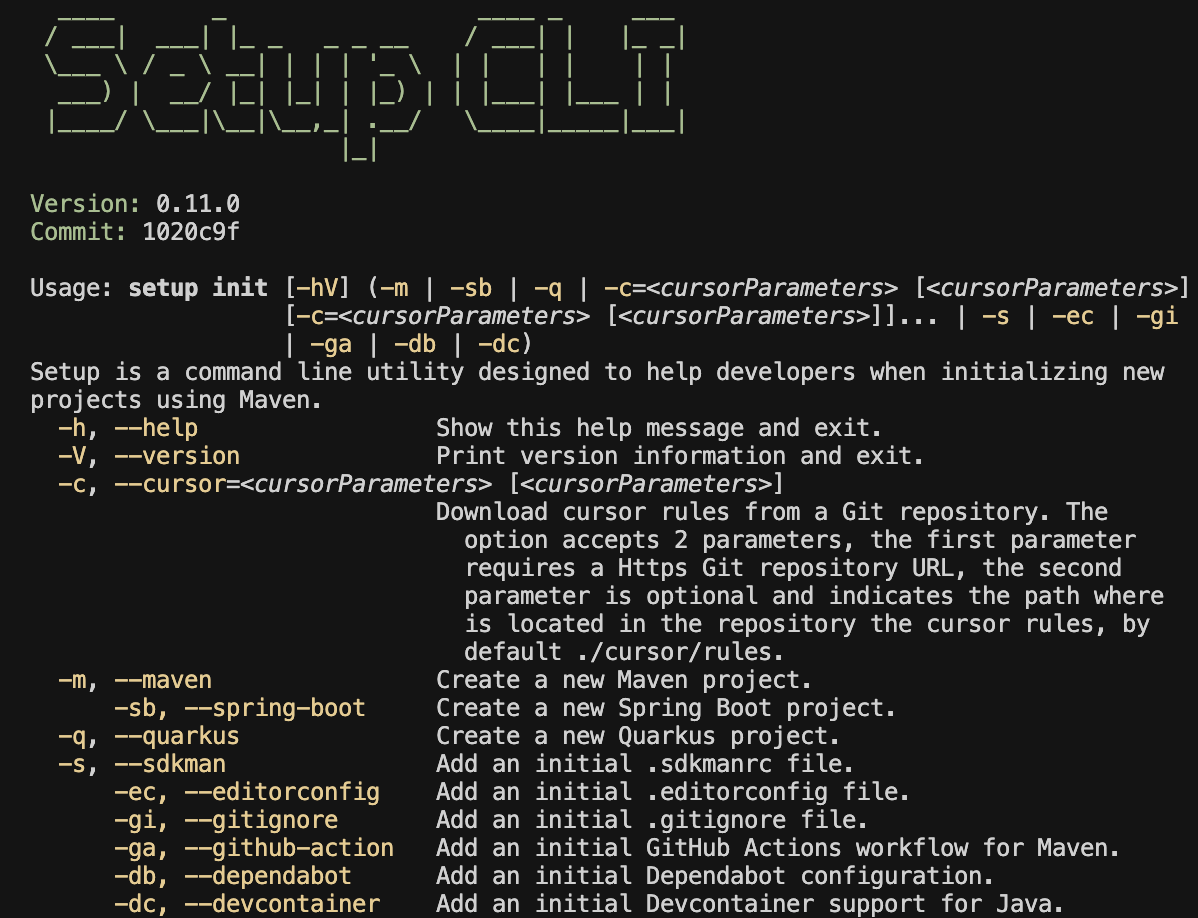 Setup CLI
Version: 0.11.0
Commit: 1020c9f
Usage: setup init [-hV] (-m | -sb | -q | -c=<cursorParameters> [<cursorParameters>]
[-c=<cursorParameters> [<cursorParameters>]]... | -s | -ec | -gi
| -ga | -db | -dc)
Setup is a command line utility designed to help developers when initializing new
projects using Maven.
-h, --help Show this help message and exit.
-V, --version Print version information and exit.
-c, --cursor=<cursorParameters> [<cursorParameters>]
Download cursor rules from a Git repository. The
option accepts 2 parameters, the first parameter
requires a Https Git repository URL, the second
parameter is optional and indicates the path where
is located in the repository the cursor rules, by
default ./cursor/rules.
-m, --maven Create a new Maven project.
-sb, --spring-boot Create a new Spring Boot project.
-q, --quarkus Create a new Quarkus project.
-s, --sdkman Add an initial .sdkmanrc file.
-ec, --editorconfig Add an initial .editorconfig file.
-gi, --gitignore Add an initial .gitignore file.
-ga, --github-action Add an initial GitHub Actions workflow for Maven.
-db, --dependabot Add an initial Dependabot configuration.
-dc, --devcontainer Add an initial Devcontainer support for Java.